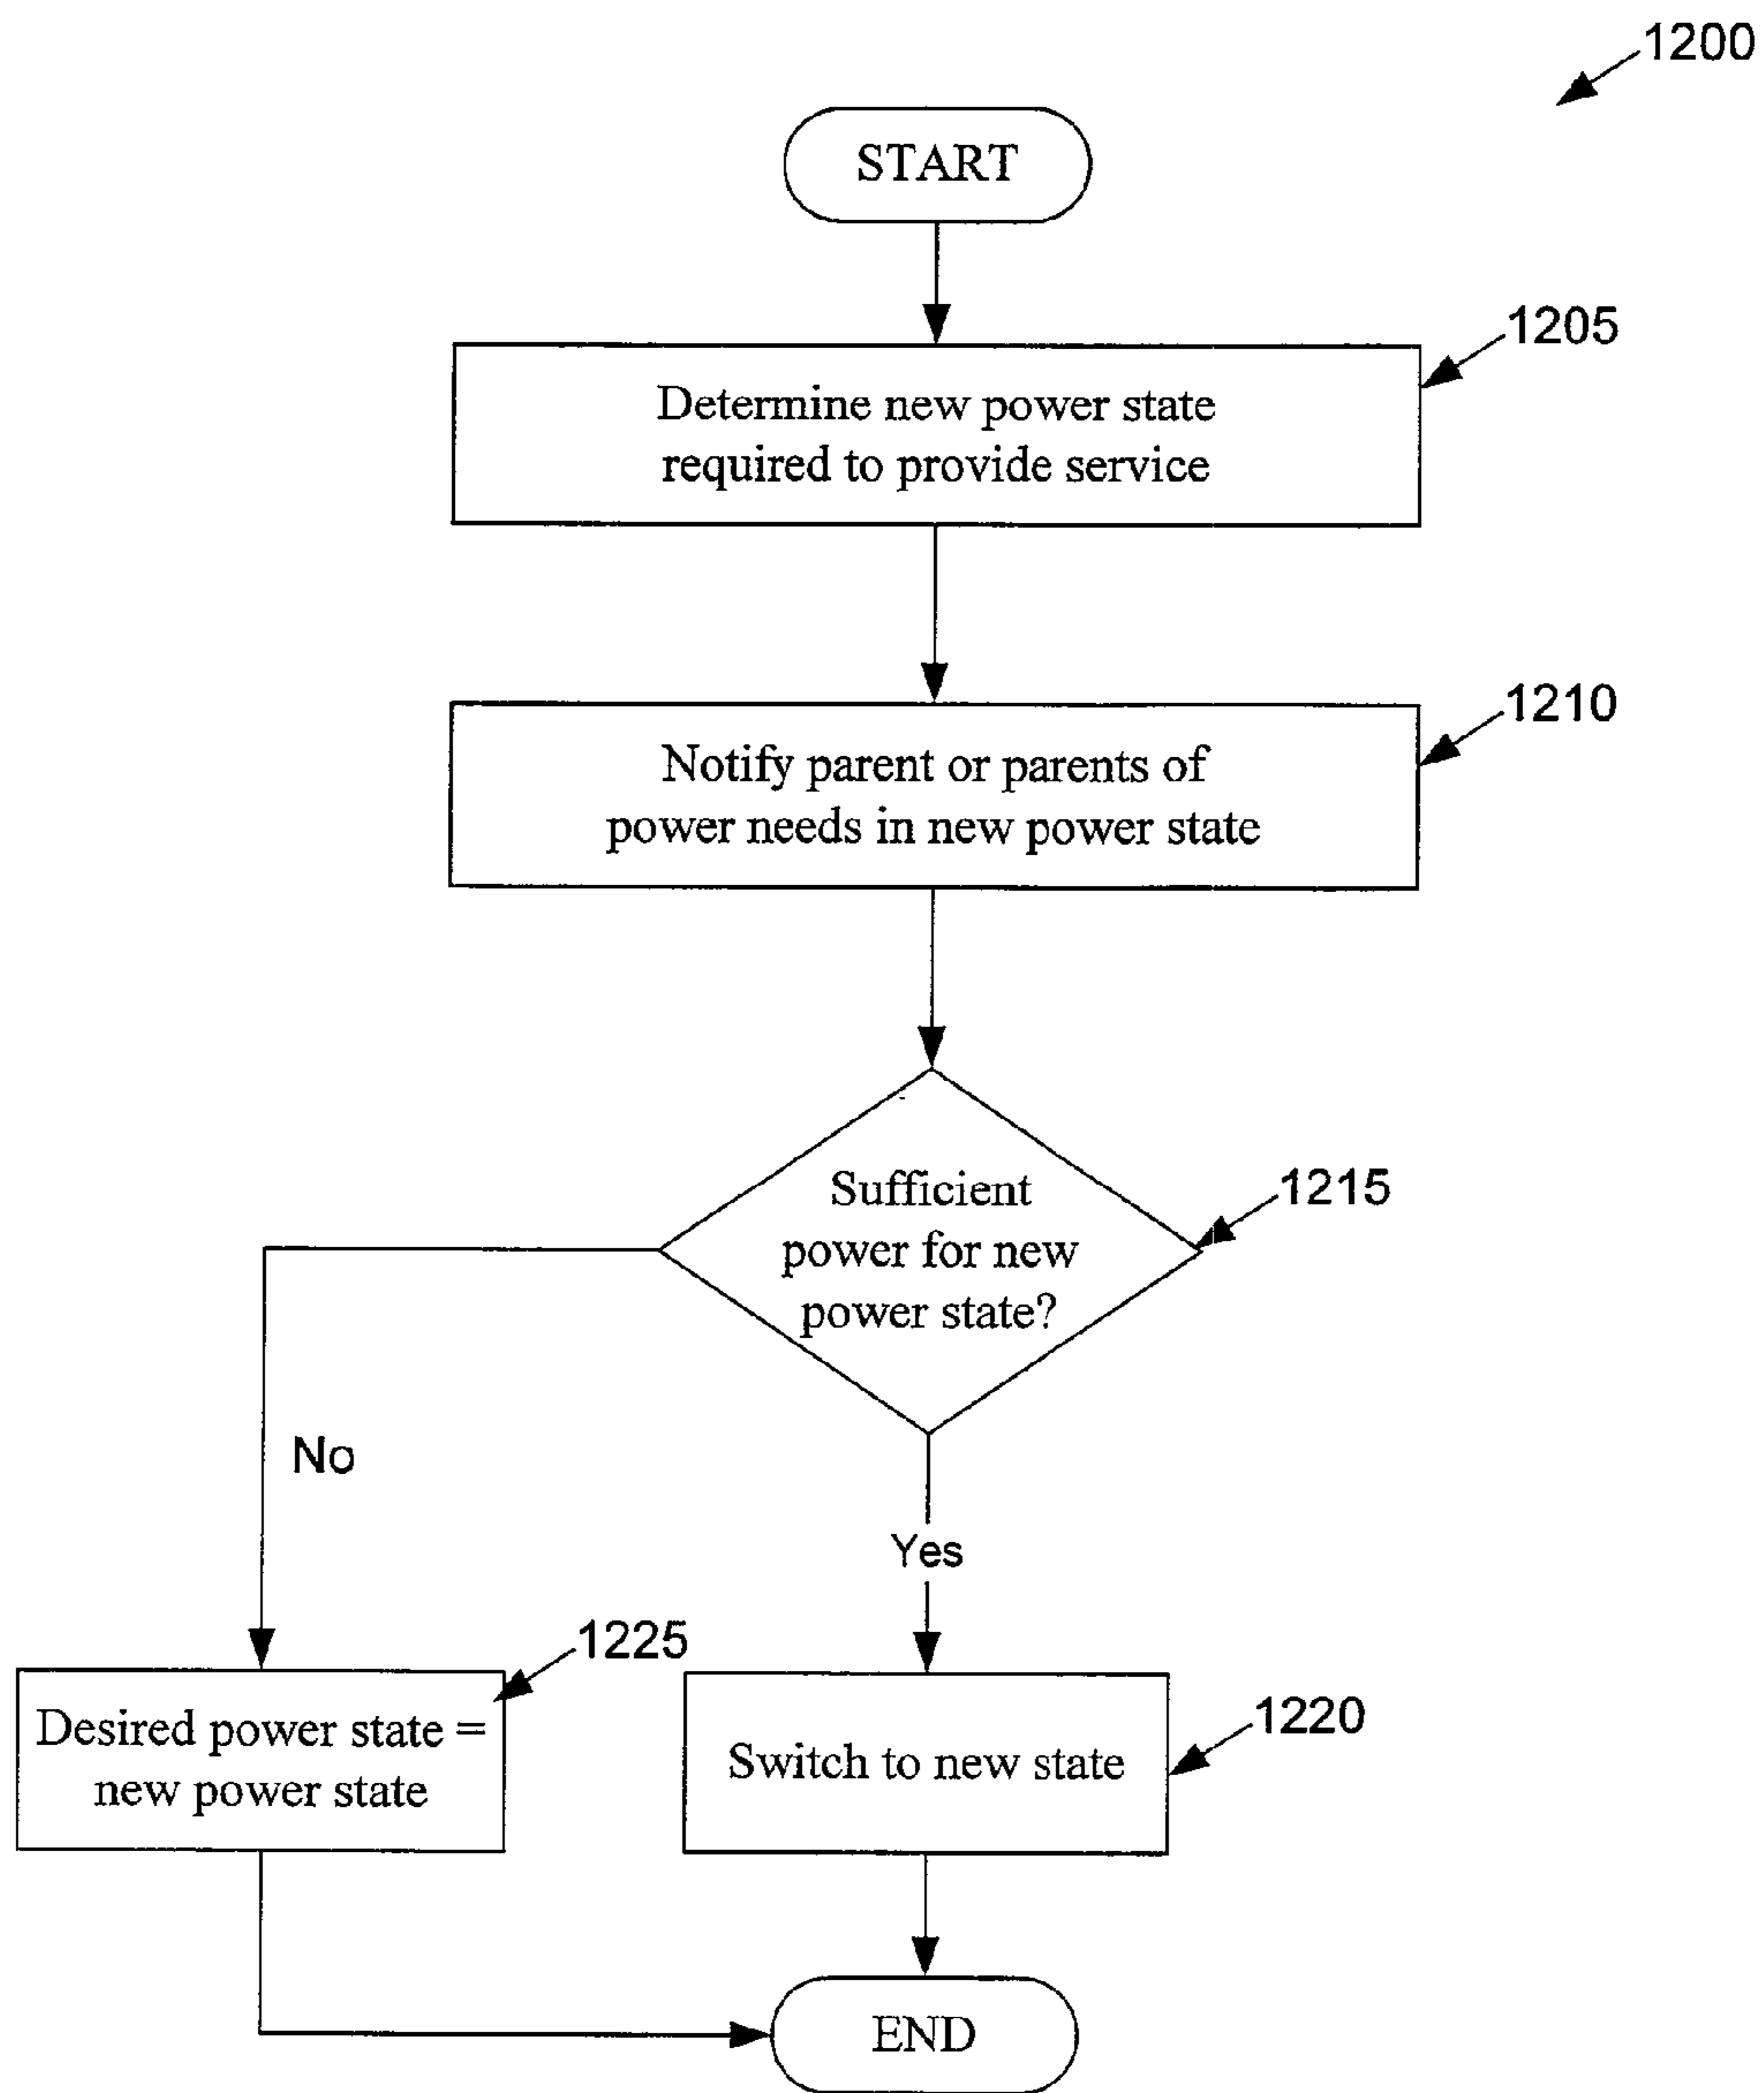 1200
START
1205
Determine new power state
required to provide service
1210
Notify parent or parents of
power needs in new power state
Sufficient
power for new
power state?
1215
No
Yes
1225
Desired power state =
new power state
1220
Switch to new state
END